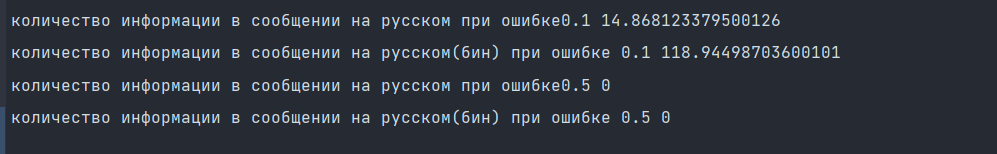 количество информации в сообщении на русском при ошибке0.1 14.868123379500126
количество информации в сообщении на русском(бин) при ошибке 0.1 118.94498703600101
количество информации в сообщении на русском при ошибке0.5 0
количество информации в сообщении на русском(бин) при ошибке 0.5 0